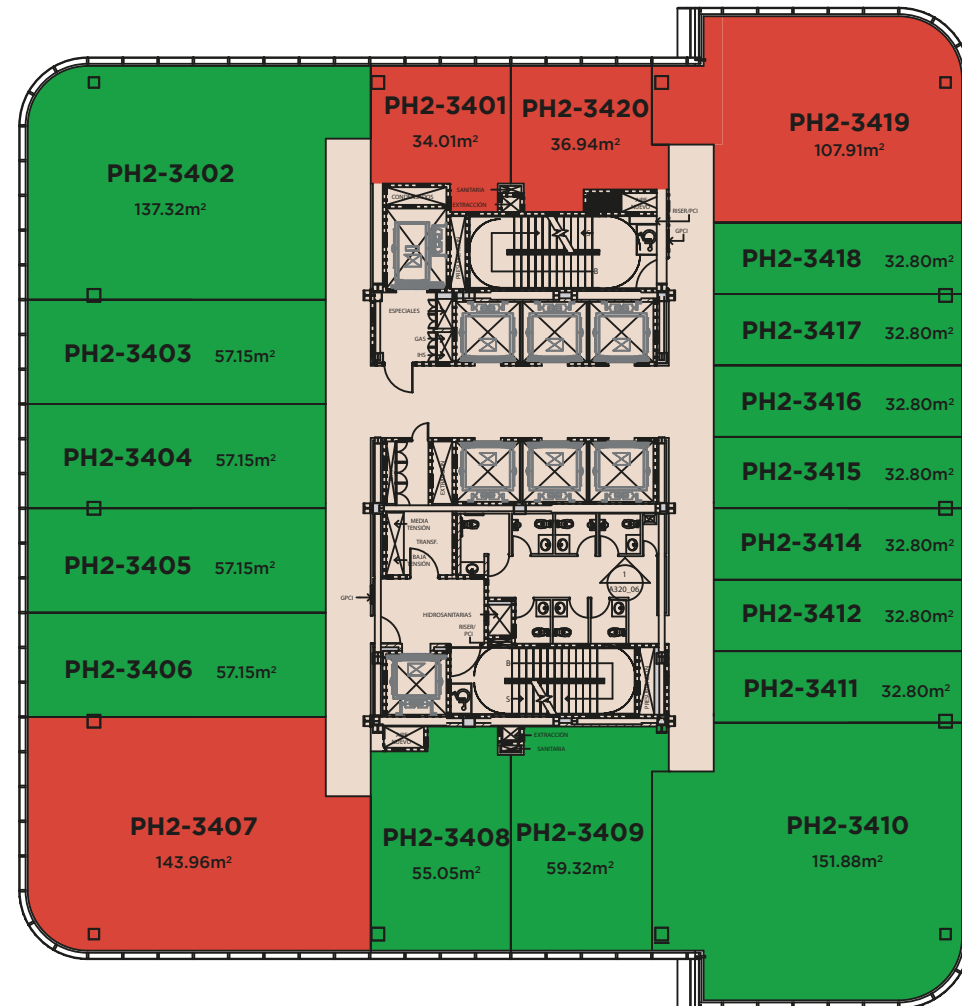 PH2-3401
34.01m²
PH2-3420
36.94m²
PH2-3419
107.91m²
PH2-3402
137.32m²
SANITARIA
EXTRACCIÓN
RISER/PCI
GPCI
B
PH2-3418 32.80m²
ESPECIALES
GAS
IHS
PH2-3417 32.80m²
PH2-3403 57.15m²
PH2-3416 32.80m²
PH2-3404 57.15m²
PH2-3415 32.80m²
MEDIA
TENSIÓN
TRANSF.
BAJA
TENSIÓN
PH2-3405 57.15m²
PH2-3414 32.80m²
1
A320_06
GPCI
HIDROSANITARIAS
RISER/
PCI
PH2-3412 32.80m²
PH2-3406 57.15m²
B
S
PH2-3411 32.80m²
EXTRACCIÓN
SANITARIA
PH2-3407
143.96m²
PH2-3408
55.05m²
PH2-3409
59.32m²
PH2-3410
151.88m²